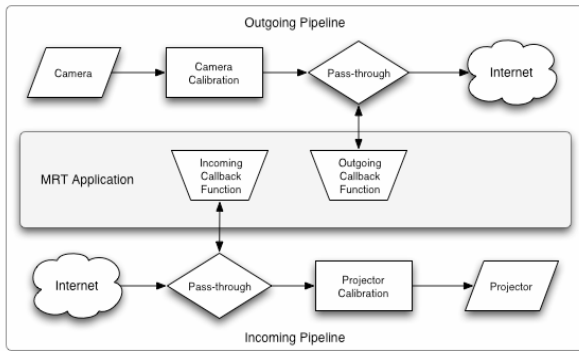 Outgoing Pipeline
Camera
Camera
Calibration
Pass-through
Internet
MRT Application
Incoming
Callback
Function
Outgoing
Callback
Function
Internet
Pass-through
Projector
Calibration
Projector
Incoming Pipeline